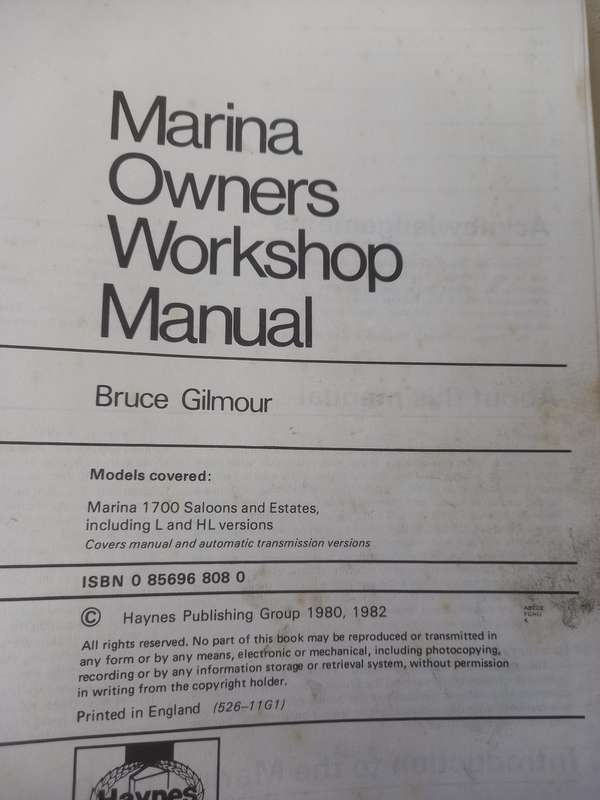 Marina
Owners
Workshop
Manual
Bruce Gilmour
Models covered:
Marina 1700 Saloons and Estates,
including L and HL versions
Covers manual and automatic transmission versions
ISBN 0 85696 808 0
© Haynes Publishing Group 1980, 1982
All rights reserved. No part of this book may be reproduced or transmitted in
any form or by any means, electronic or mechanical, including photocopying,
recording or by any information storage or retrieval system, without permission
in writing from the copyright holder.
Printed in England (526-11G1)
Haynes